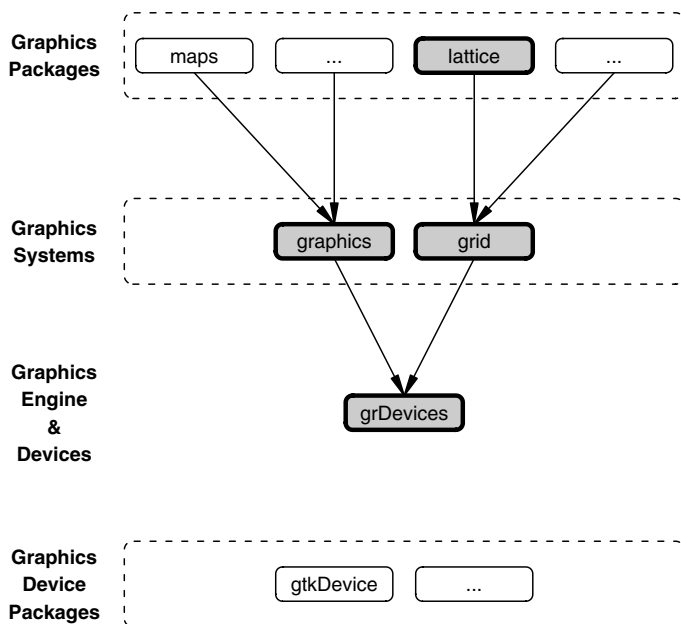 Graphics
Packages
maps
...
lattice
...
Graphics
Systems
graphics
grid
Graphics
Engine
&
Devices
grDevices
Graphics
Device
Packages
gtkDevice
...